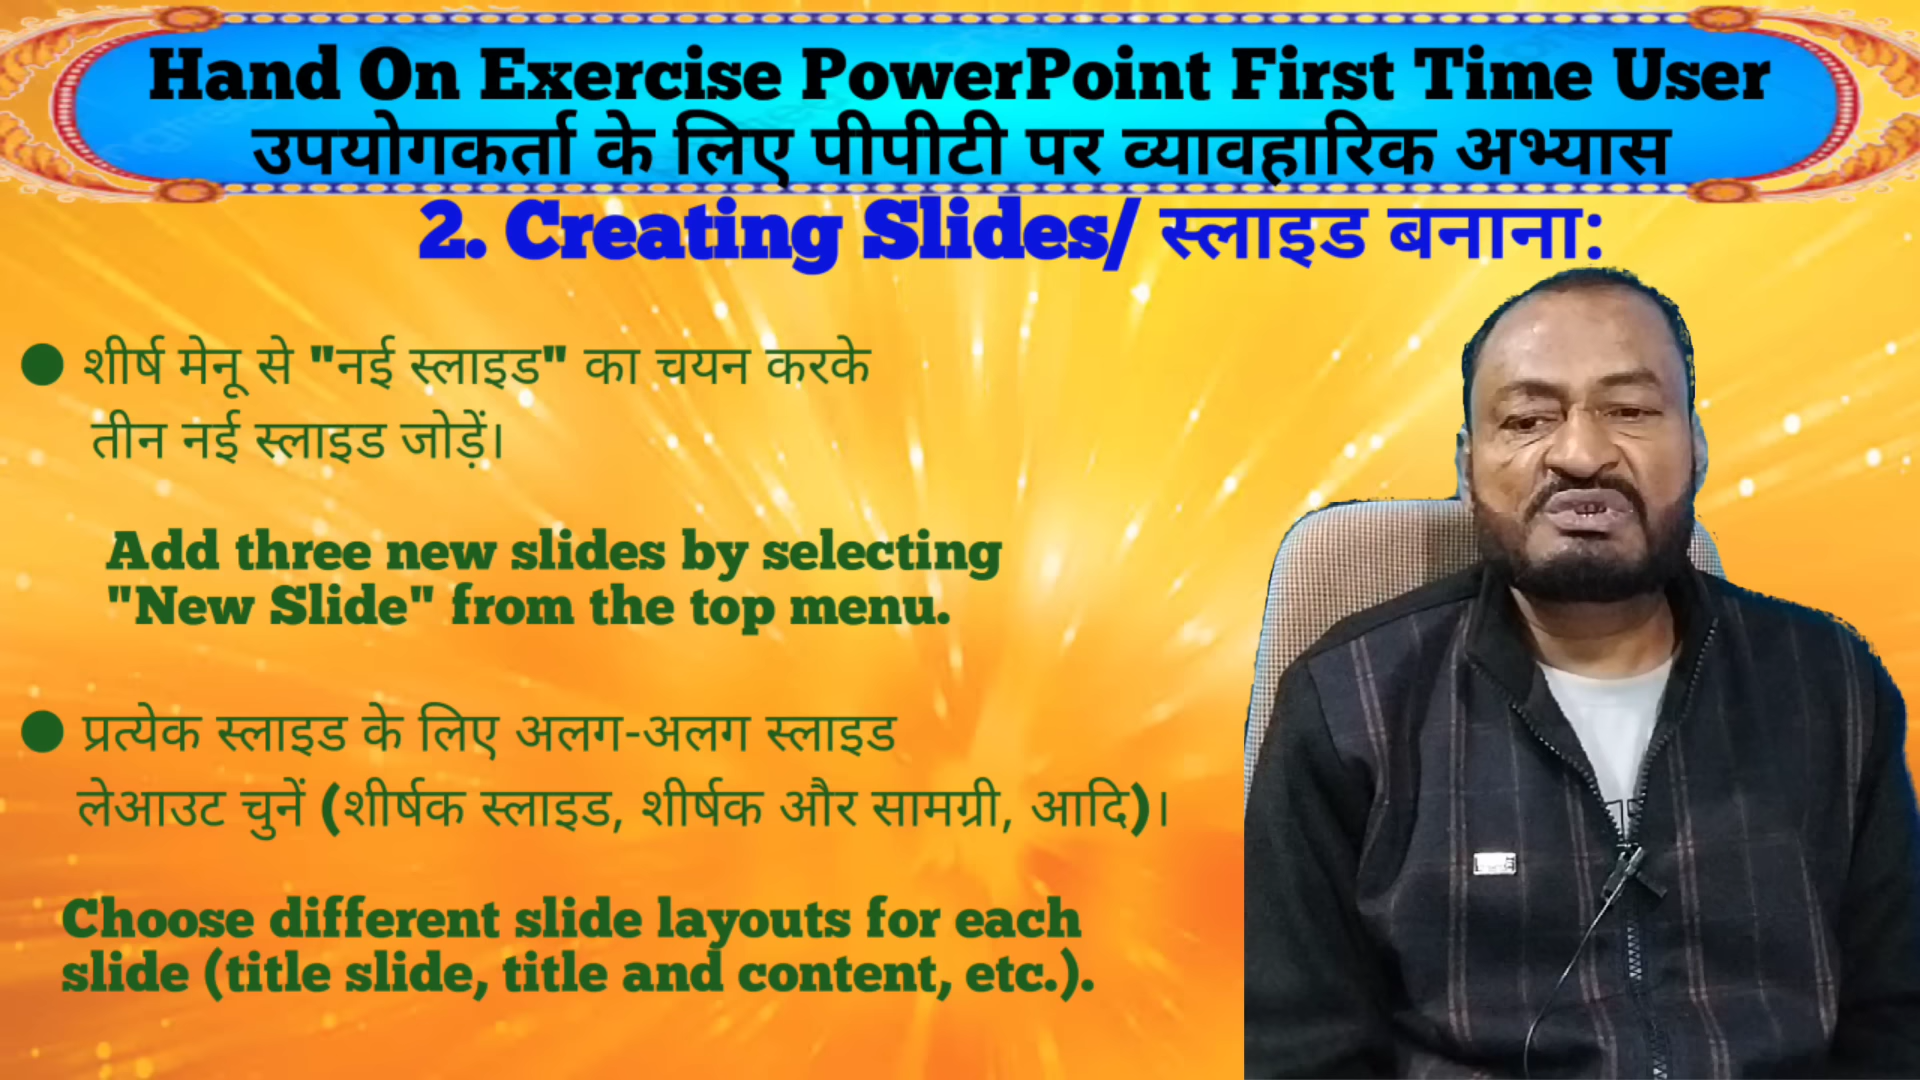 Hand On Exercise PowerPoint First Time User
उपयोगकर्ता के लिए पीपीटी पर व्यावहारिक अभ्यास
2. Creating Slides/ स्लाइड बनाना:
● शीर्ष मेनू से "नई स्लाइड" का चयन करके
तीन नई स्लाइड जोड़ें।
Add three new slides by selecting
"New Slide" from the top menu.
● प्रत्येक स्लाइड के लिए अलग-अलग स्लाइड
लेआउट चुनें (शीर्षक स्लाइड, शीर्षक और सामग्री, आदि)।
Choose different slide layouts for each
slide (title slide, title and content, etc.).